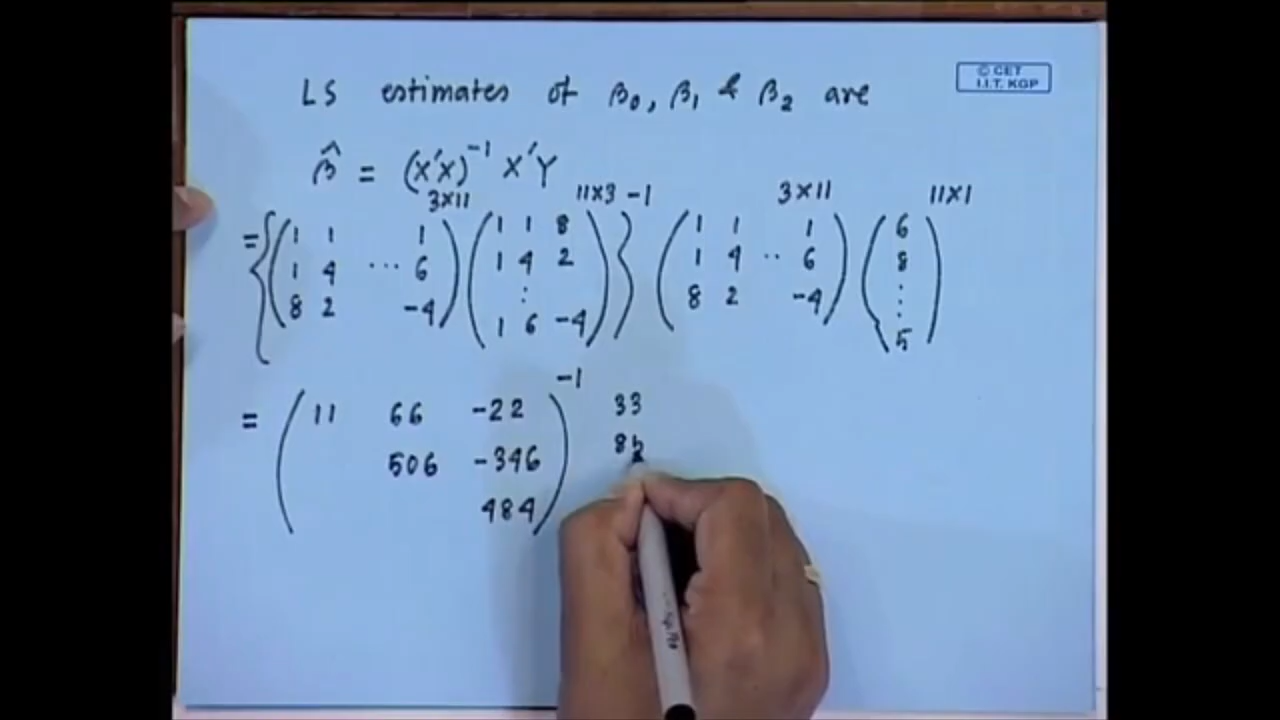 LS estimates of β₀, β₁ & β₂ are
© CET
I.I.T. KGP
β̂ = (X'X)⁻¹ X'Y
3×11 11×3 -1 3×11 11×1
= { ( 1 1 1 ) ( 1 1 8 ) } ( 1 1 1 ) ( 6 )
1 4 ... 6 1 4 2 1 4 .. 6 8
8 2 -4 : 8 2 -4 :
1 6 -4 5
-1
= ( 11 66 -22 ) 33
506 -346 85
484